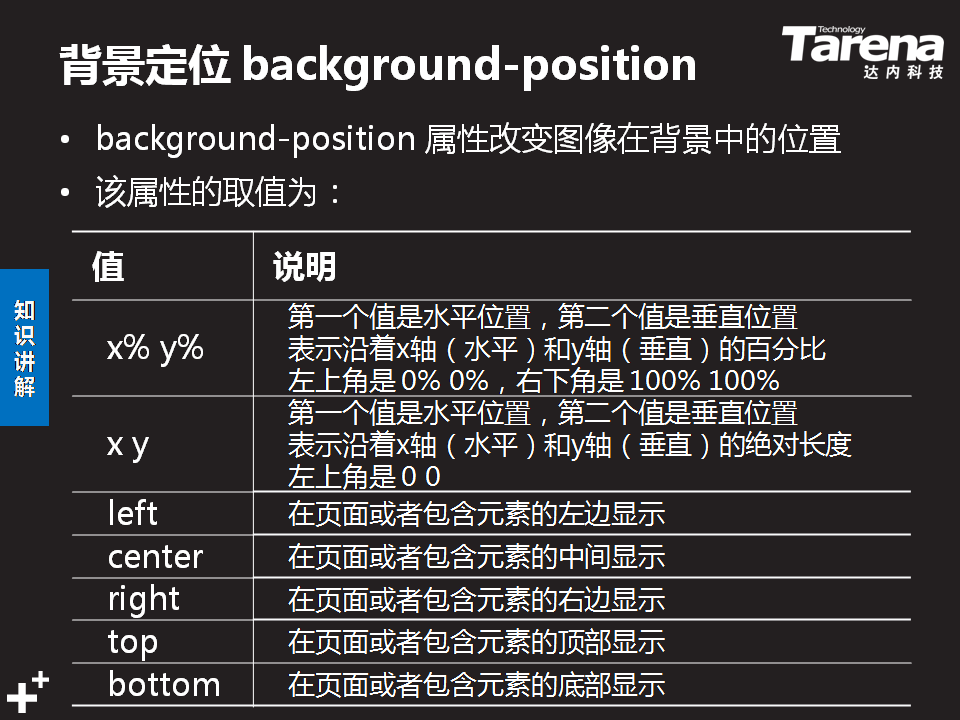 背景定位 background-position
Technology
Tarena
达内科技
• background-position 属性改变图像在背景中的位置
• 该属性的取值为：
值 说明
x% y% 第一个值是水平位置，第二个值是垂直位置
表示沿着x轴（水平）和y轴（垂直）的百分比
左上角是 0% 0%，右下角是 100% 100%
x y 第一个值是水平位置，第二个值是垂直位置
表示沿着x轴（水平）和y轴（垂直）的绝对长度
左上角是 0 0
left 在页面或者包含元素的左边显示
center 在页面或者包含元素的中间显示
right 在页面或者包含元素的右边显示
top 在页面或者包含元素的顶部显示
bottom 在页面或者包含元素的底部显示
知识讲解